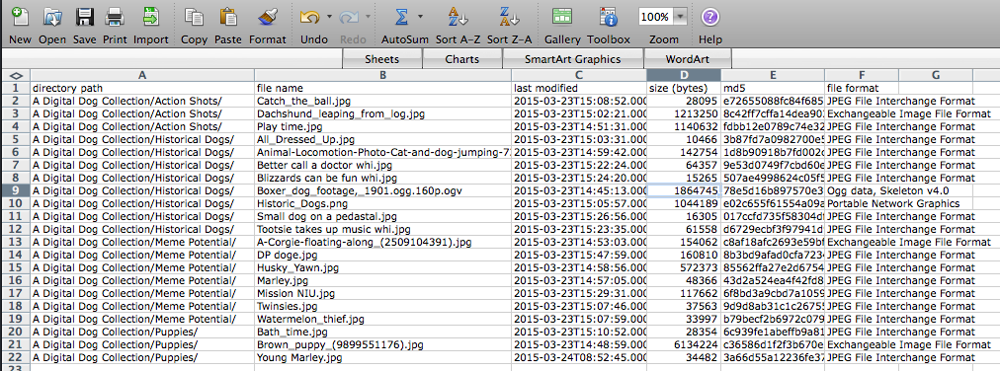 New Open Save Print Import Copy Paste Format Undo Redo AutoSum Sort A-Z Sort Z-A Gallery Toolbox 100% Zoom Help
Sheets Charts SmartArt Graphics WordArt
A B C D E F G
1 directory path file name last modified size (bytes) md5 file format
2 A Digital Dog Collection/Action Shots/ Catch_the_ball.jpg 2015-03-23T15:08:52.000 28095 e72655088fc84f685 JPEG File Interchange Format
3 A Digital Dog Collection/Action Shots/ Dachshund_leaping_from_log.jpg 2015-03-23T15:02:21.000 1213250 8c42ff7cffa14dea90 Exchangeable Image File Format
4 A Digital Dog Collection/Action Shots/ Play time.jpg 2015-03-23T14:51:31.000 1140632 fdbb12e0789c74e32 JPEG File Interchange Format
5 A Digital Dog Collection/Historical Dogs/ All_Dressed_Up.jpg 2015-03-23T15:03:31.000 10466 3b87fd7a0982700e5 JPEG File Interchange Format
6 A Digital Dog Collection/Historical Dogs/ Animal-Locomotion-Photo-Cat-and-dog-jumping-7 2015-03-23T14:59:42.000 142754 1d8b90918b7fd002 JPEG File Interchange Format
7 A Digital Dog Collection/Historical Dogs/ Better call a doctor whi.jpg 2015-03-23T15:22:24.000 64357 9e53d0749f7cbd60e JPEG File Interchange Format
8 A Digital Dog Collection/Historical Dogs/ Blizzards can be fun whi.jpg 2015-03-23T15:24:20.000 15265 507ae4998624c05f5 JPEG File Interchange Format
9 A Digital Dog Collection/Historical Dogs/ Boxer_dog_footage,_1901.ogg.160p.ogv 2015-03-23T14:45:13.000 1864745 78e5d16b897570e3 Ogg data, Skeleton v4.0
10 A Digital Dog Collection/Historical Dogs/ Historic_Dogs.png 2015-03-23T15:05:57.000 1044189 e02c655f61554a09a Portable Network Graphics
11 A Digital Dog Collection/Historical Dogs/ Small dog on a pedastal.jpg 2015-03-23T15:26:56.000 16305 017ccfd735f58304d JPEG File Interchange Format
12 A Digital Dog Collection/Historical Dogs/ Tootsie takes up music whi.jpg 2015-03-23T15:23:35.000 61558 d6729ecbf3f97941d JPEG File Interchange Format
13 A Digital Dog Collection/Meme Potential/ A-Corgie-floating-along_(2509104391).jpg 2015-03-23T14:53:03.000 154062 c8af18afc2693e59b Exchangeable Image File Format
14 A Digital Dog Collection/Meme Potential/ DP doge.jpg 2015-03-23T15:47:59.000 160810 8b3bd9afad0cfa723 JPEG File Interchange Format
15 A Digital Dog Collection/Meme Potential/ Husky_Yawn.jpg 2015-03-23T14:58:56.000 572373 85562ffa27e2d6754 JPEG File Interchange Format
16 A Digital Dog Collection/Meme Potential/ Marley.jpg 2015-03-23T14:57:05.000 48366 43d2a524ea4f42fd8 JPEG File Interchange Format
17 A Digital Dog Collection/Meme Potential/ Mission NIU.jpg 2015-03-23T15:29:31.000 117662 6f8bd3a9cbd7a1059 JPEG File Interchange Format
18 A Digital Dog Collection/Meme Potential/ Twinsies.jpg 2015-03-23T15:07:46.000 37563 9d9d8ab31c1c2675 JPEG File Interchange Format
19 A Digital Dog Collection/Meme Potential/ Watermelon_thief.jpg 2015-03-23T15:07:59.000 33997 b79becf2b6972c079 JPEG File Interchange Format
20 A Digital Dog Collection/Puppies/ Bath_time.jpg 2015-03-23T15:10:52.000 28354 6c939fe1abeffb9a81 JPEG File Interchange Format
21 A Digital Dog Collection/Puppies/ Brown_puppy_(9899551176).jpg 2015-03-23T14:48:59.000 6134224 c36586d1f2f3b670e Exchangeable Image File Format
22 A Digital Dog Collection/Puppies/ Young Marley.jpg 2015-03-24T08:52:45.000 34482 3a66d55a12236fe37 JPEG File Interchange Format